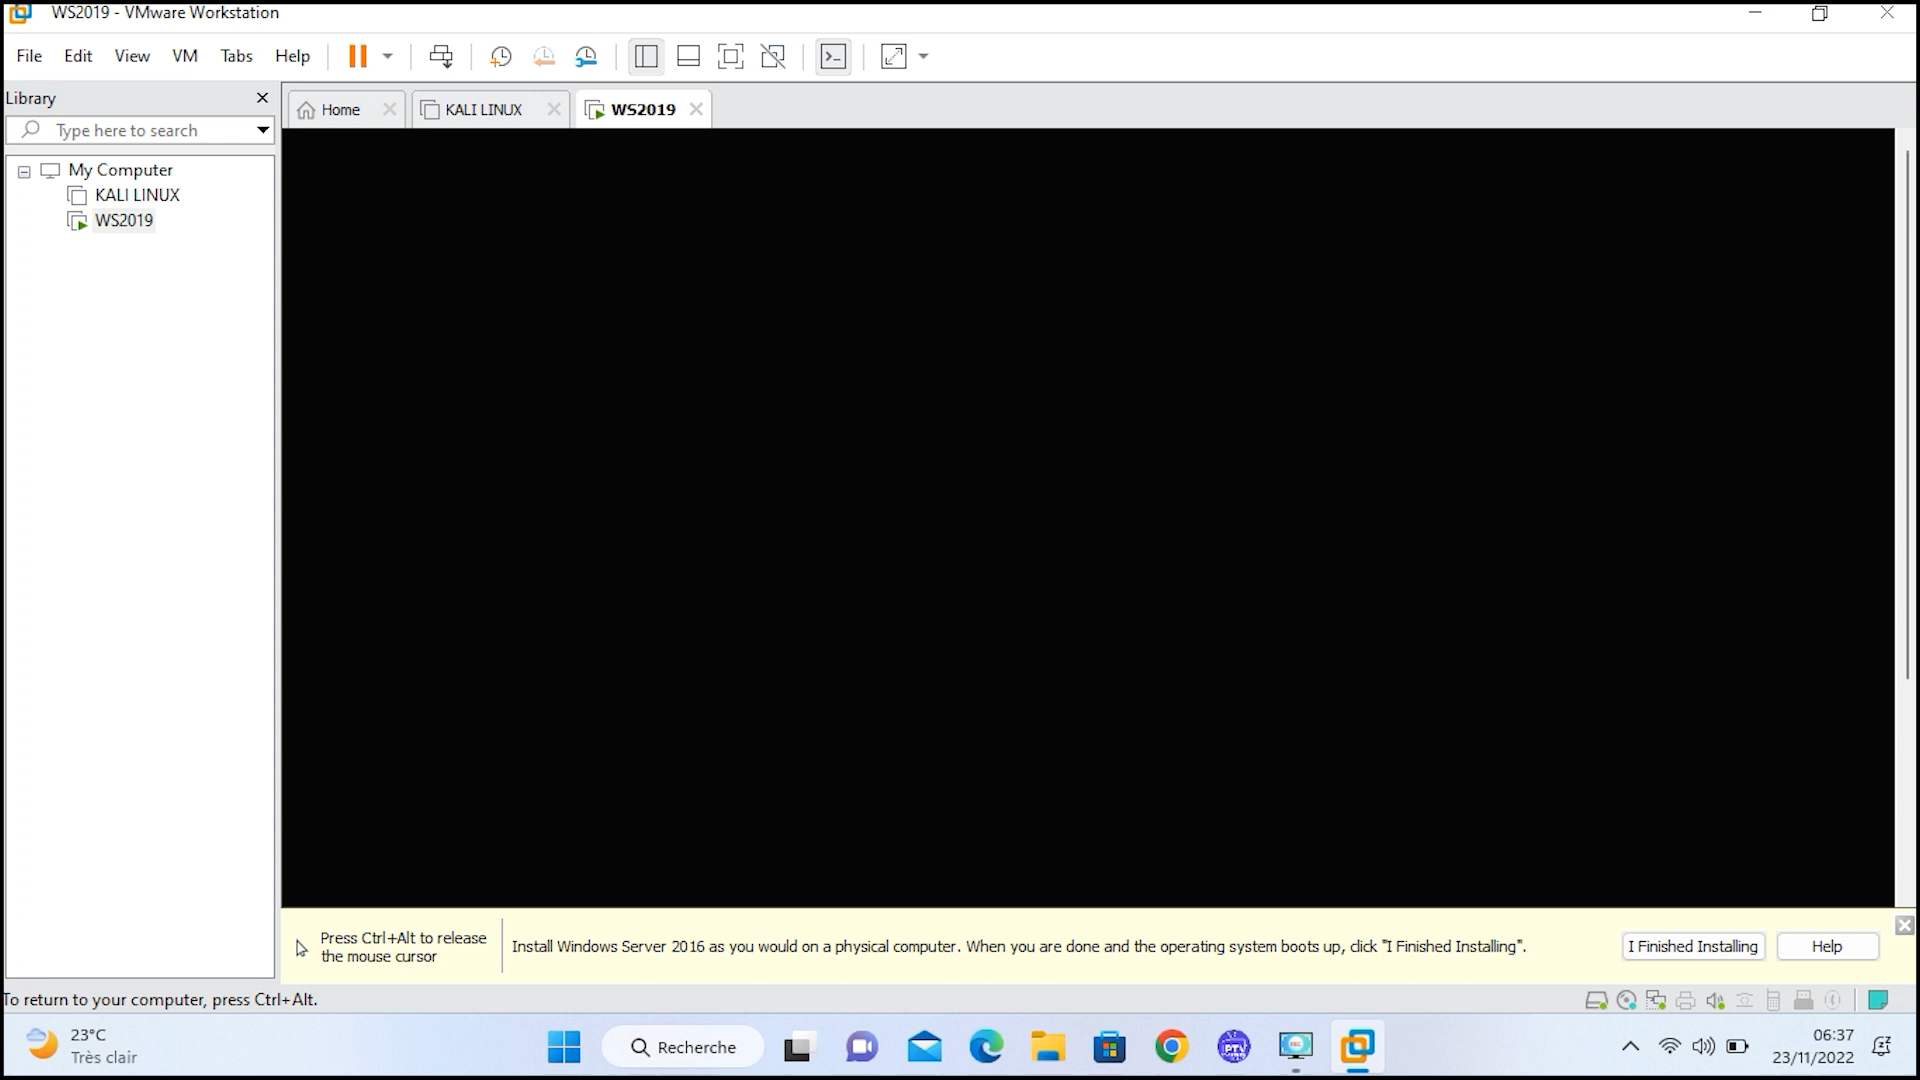 WS2019 - VMware Workstation
File Edit View VM Tabs Help
Library
Type here to search
My Computer
KALI LINUX
WS2019
Home
KALI LINUX
WS2019
Press Ctrl+Alt to release
the mouse cursor
Install Windows Server 2016 as you would on a physical computer. When you are done and the operating system boots up, click "I Finished Installing".
I Finished Installing
Help
To return to your computer, press Ctrl+Alt.
23°C
Très clair
Recherche
PTV
REC
06:37
23/11/2022